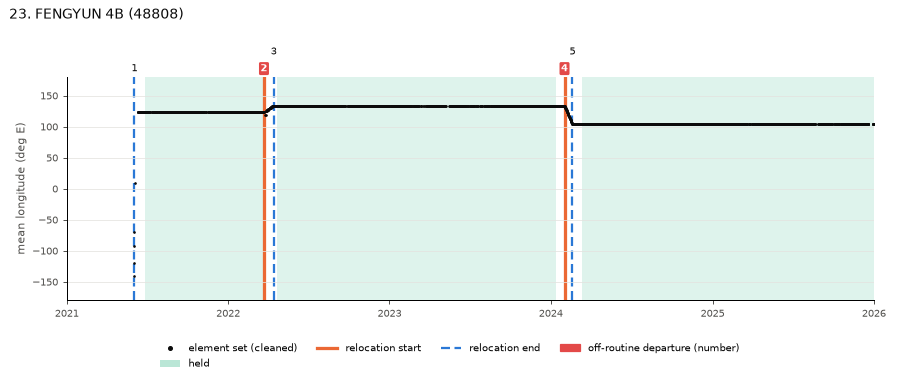 23. FENGYUN 4B (48808)
3 5
1 2 4
150
100
50
0
−50
−100
−150
mean longitude (deg E)
2021 2022 2023 2024 2025 2026
element set (cleaned) relocation start relocation end off-routine departure (number)
held